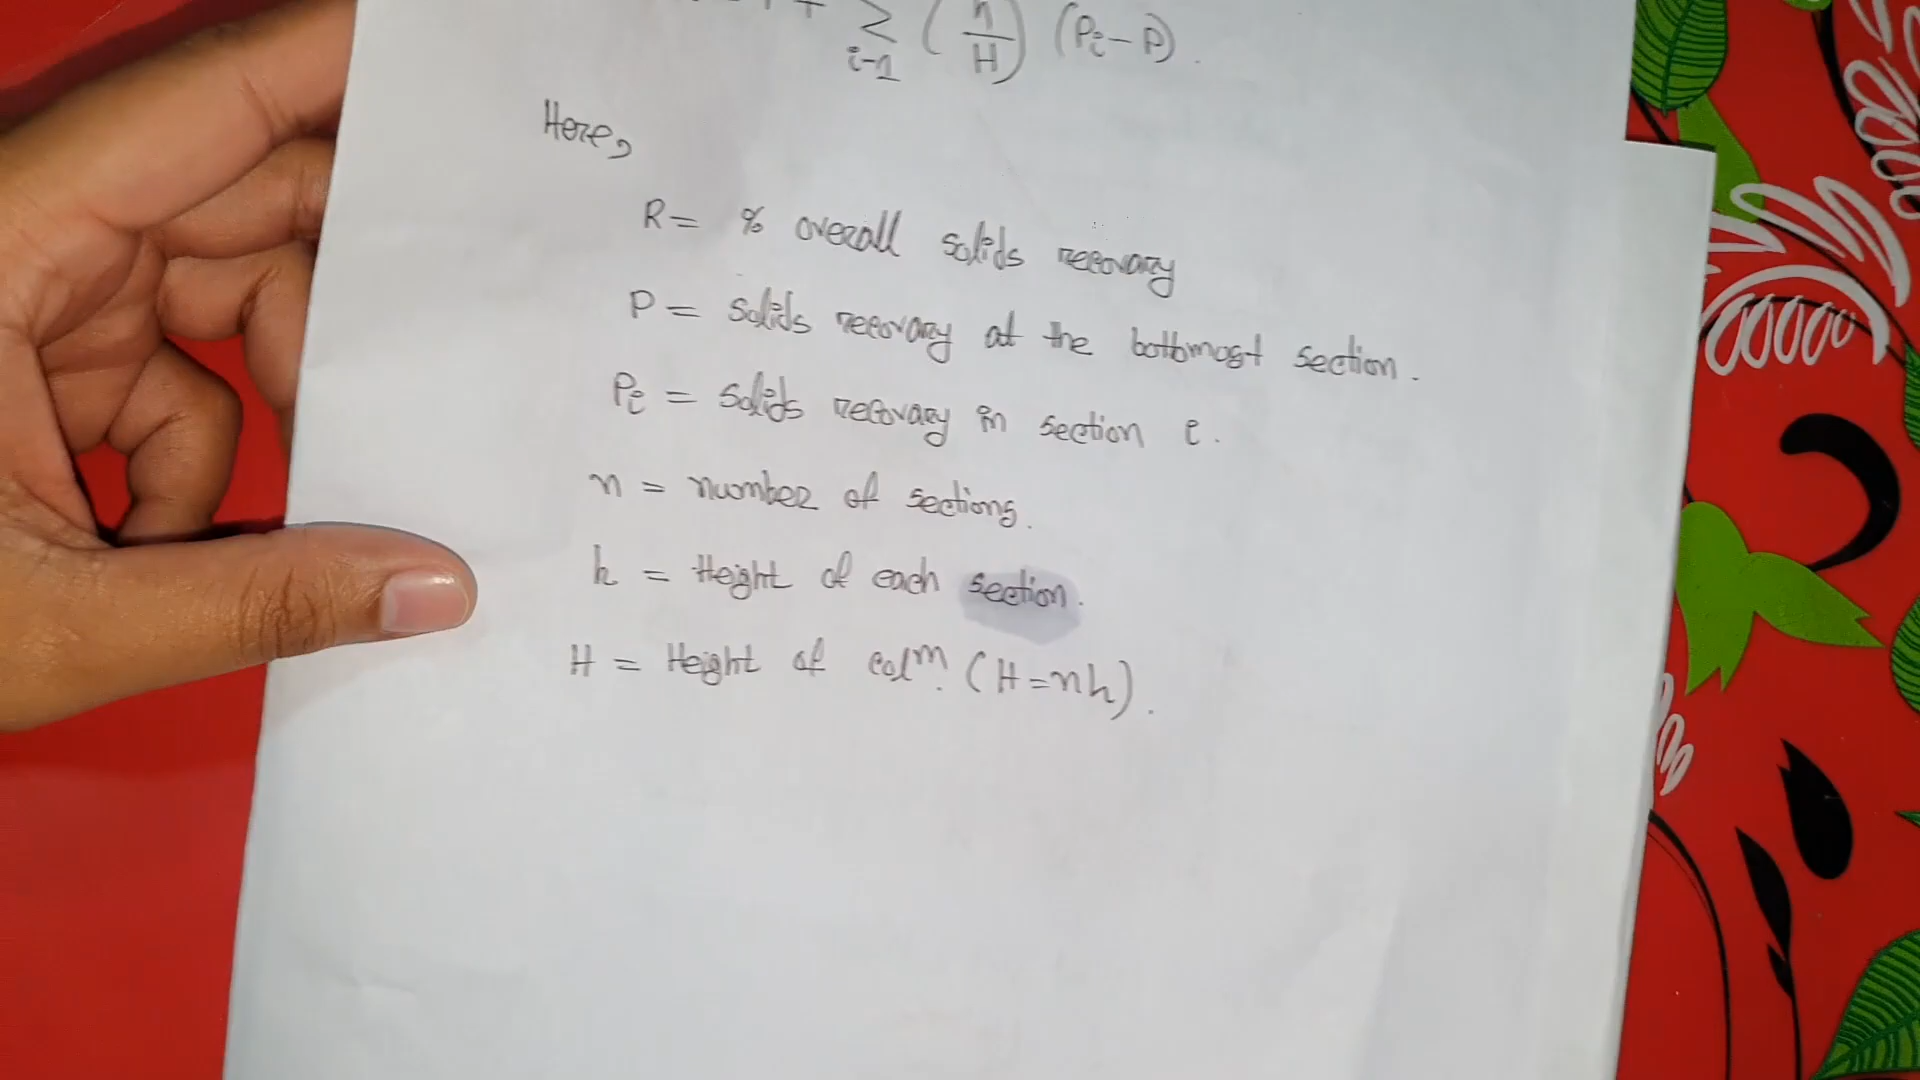 Σ i-1 (h/H) (Pi - P).
Here,
R = % overall solids recovary
P = solids recovary at the bottomost section.
Pi = solids recovary in section i.
n = number of sections.
h = Height of each section.
H = Height of colm. (H=nh).